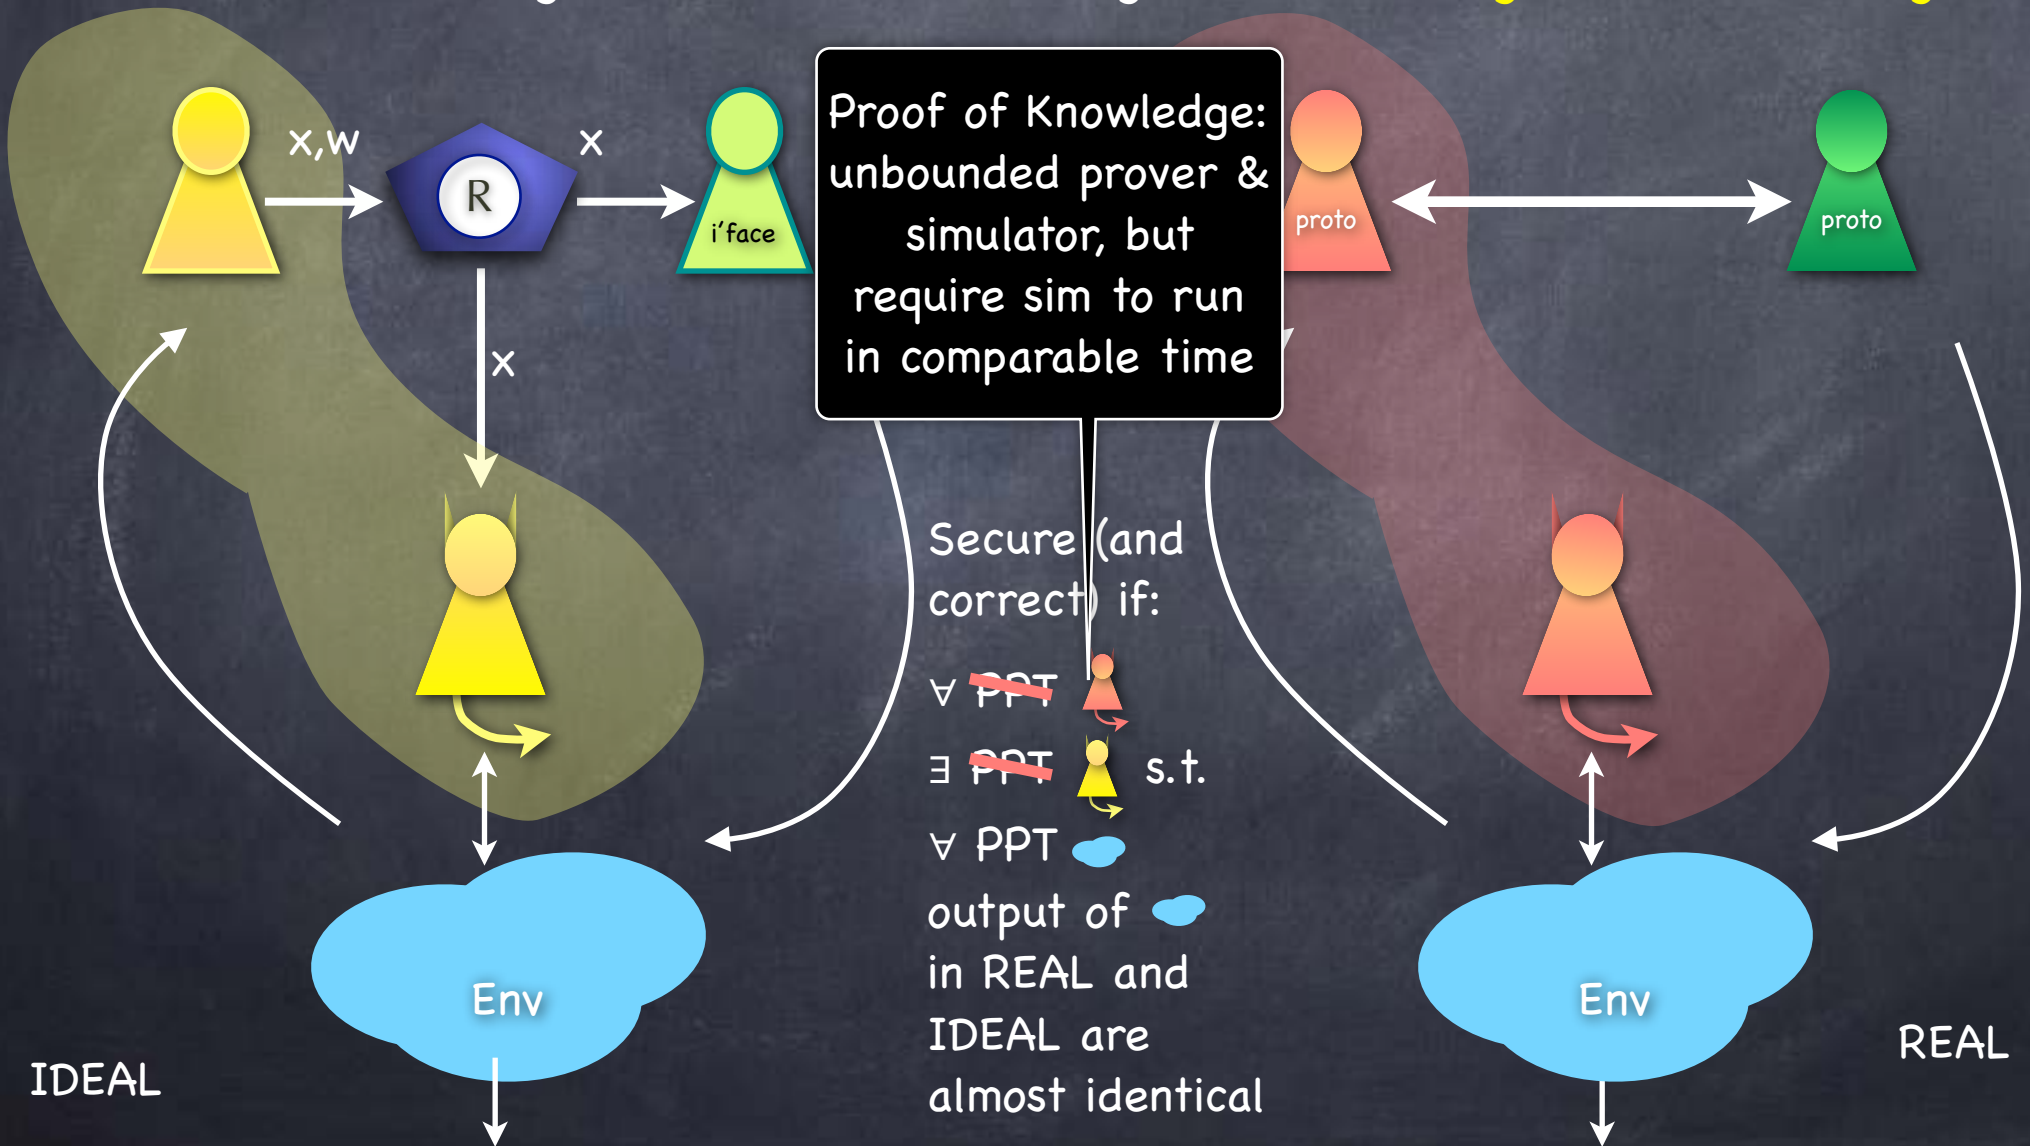 x,w
R
x
i'face
x
Env
IDEAL
Proof of Knowledge:
unbounded prover &
simulator, but
require sim to run
in comparable time
Secure (and
correct) if:
∀ PPT
∃ PPT s.t.
∀ PPT
output of
in REAL and
IDEAL are
almost identical
proto
proto
Env
REAL